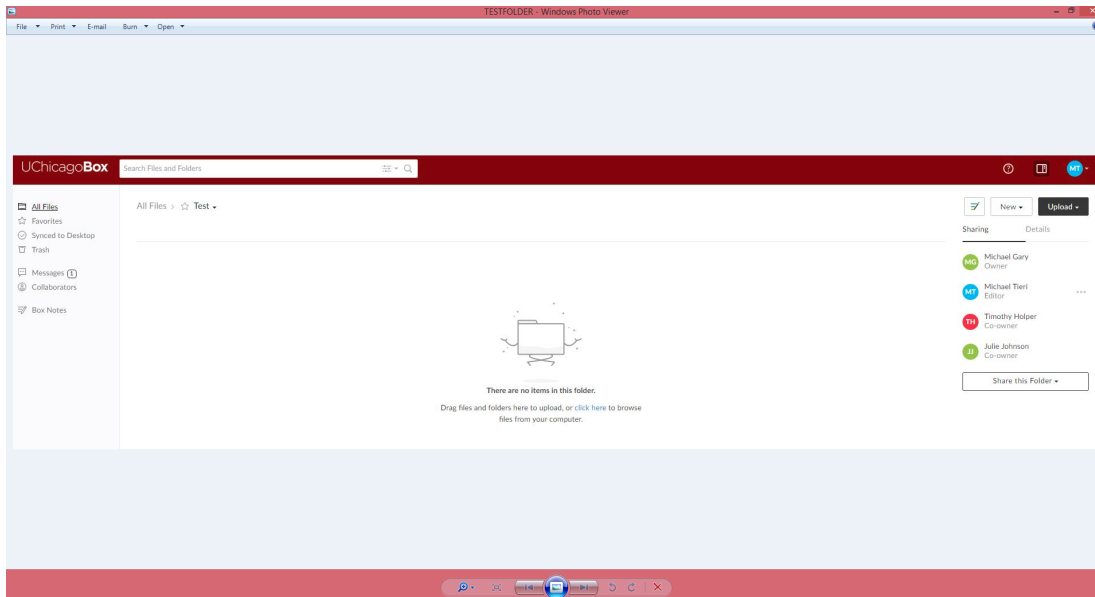 TESTFOLDER - Windows Photo Viewer
File Print E-mail Burn Open
UChicagoBox
Search Files and Folders
MT
All Files
Favorites
Synced to Desktop
Trash
Messages 1
Collaborators
Box Notes
All Files > Test
New
Upload
Sharing Details
MG
Michael Gary
Owner
MT
Michael Tieri
Editor
TH
Timothy Holper
Co-owner
JJ
Julie Johnson
Co-owner
Share this Folder
There are no items in this folder.
Drag files and folders here to upload, or click here to browse
files from your computer.